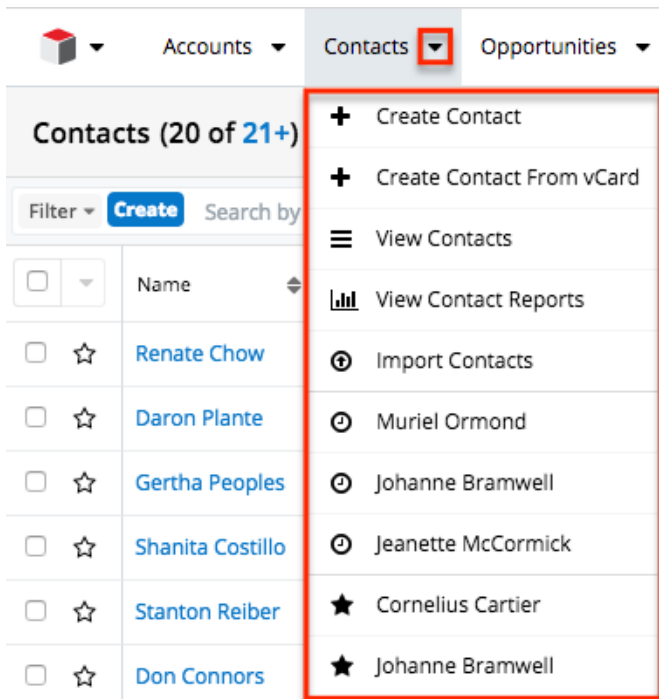 Accounts Contacts Opportunities
Contacts (20 of 21+)
Filter Create Search by
Name
Renate Chow
Daron Plante
Gertha Peoples
Shanita Costillo
Stanton Reiber
Don Connors
Create Contact
Create Contact From vCard
View Contacts
View Contact Reports
Import Contacts
Muriel Ormond
Johanne Bramwell
Jeanette McCormick
Cornelius Cartier
Johanne Bramwell